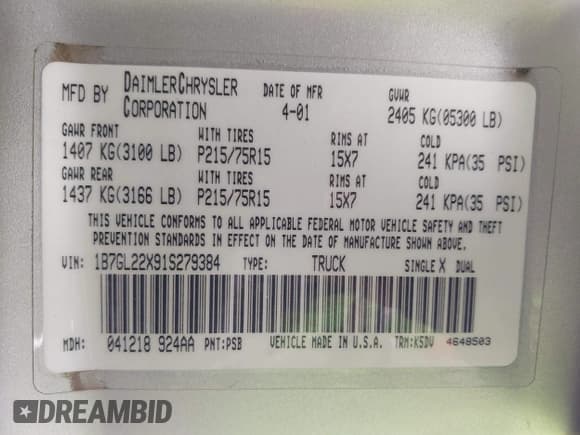 MFD BY DAIMLERCHRYSLER CORPORATION DATE OF MFR 4-01 GVWR 2405 KG(05300 LB)
GAWR FRONT WITH TIRES RIMS AT COLD
1407 KG(3100 LB) P215/75R15 15X7 241 KPA(35 PSI)
GAWR REAR WITH TIRES RIMS AT COLD
1437 KG(3166 LB) P215/75R15 15X7 241 KPA(35 PSI)
THIS VEHICLE CONFORMS TO ALL APPLICABLE FEDERAL MOTOR VEHICLE SAFETY AND THEFT
PREVENTION STANDARDS IN EFFECT ON THE DATE OF MANUFACTURE SHOWN ABOVE.
VIN: 1B7GL22X91S279384 TYPE: TRUCK SINGLE X DUAL
MDH: 041218 924AA PNT:PSB VEHICLE MADE IN U.S.A. TRM:K5DV 4648503
DREAMBID